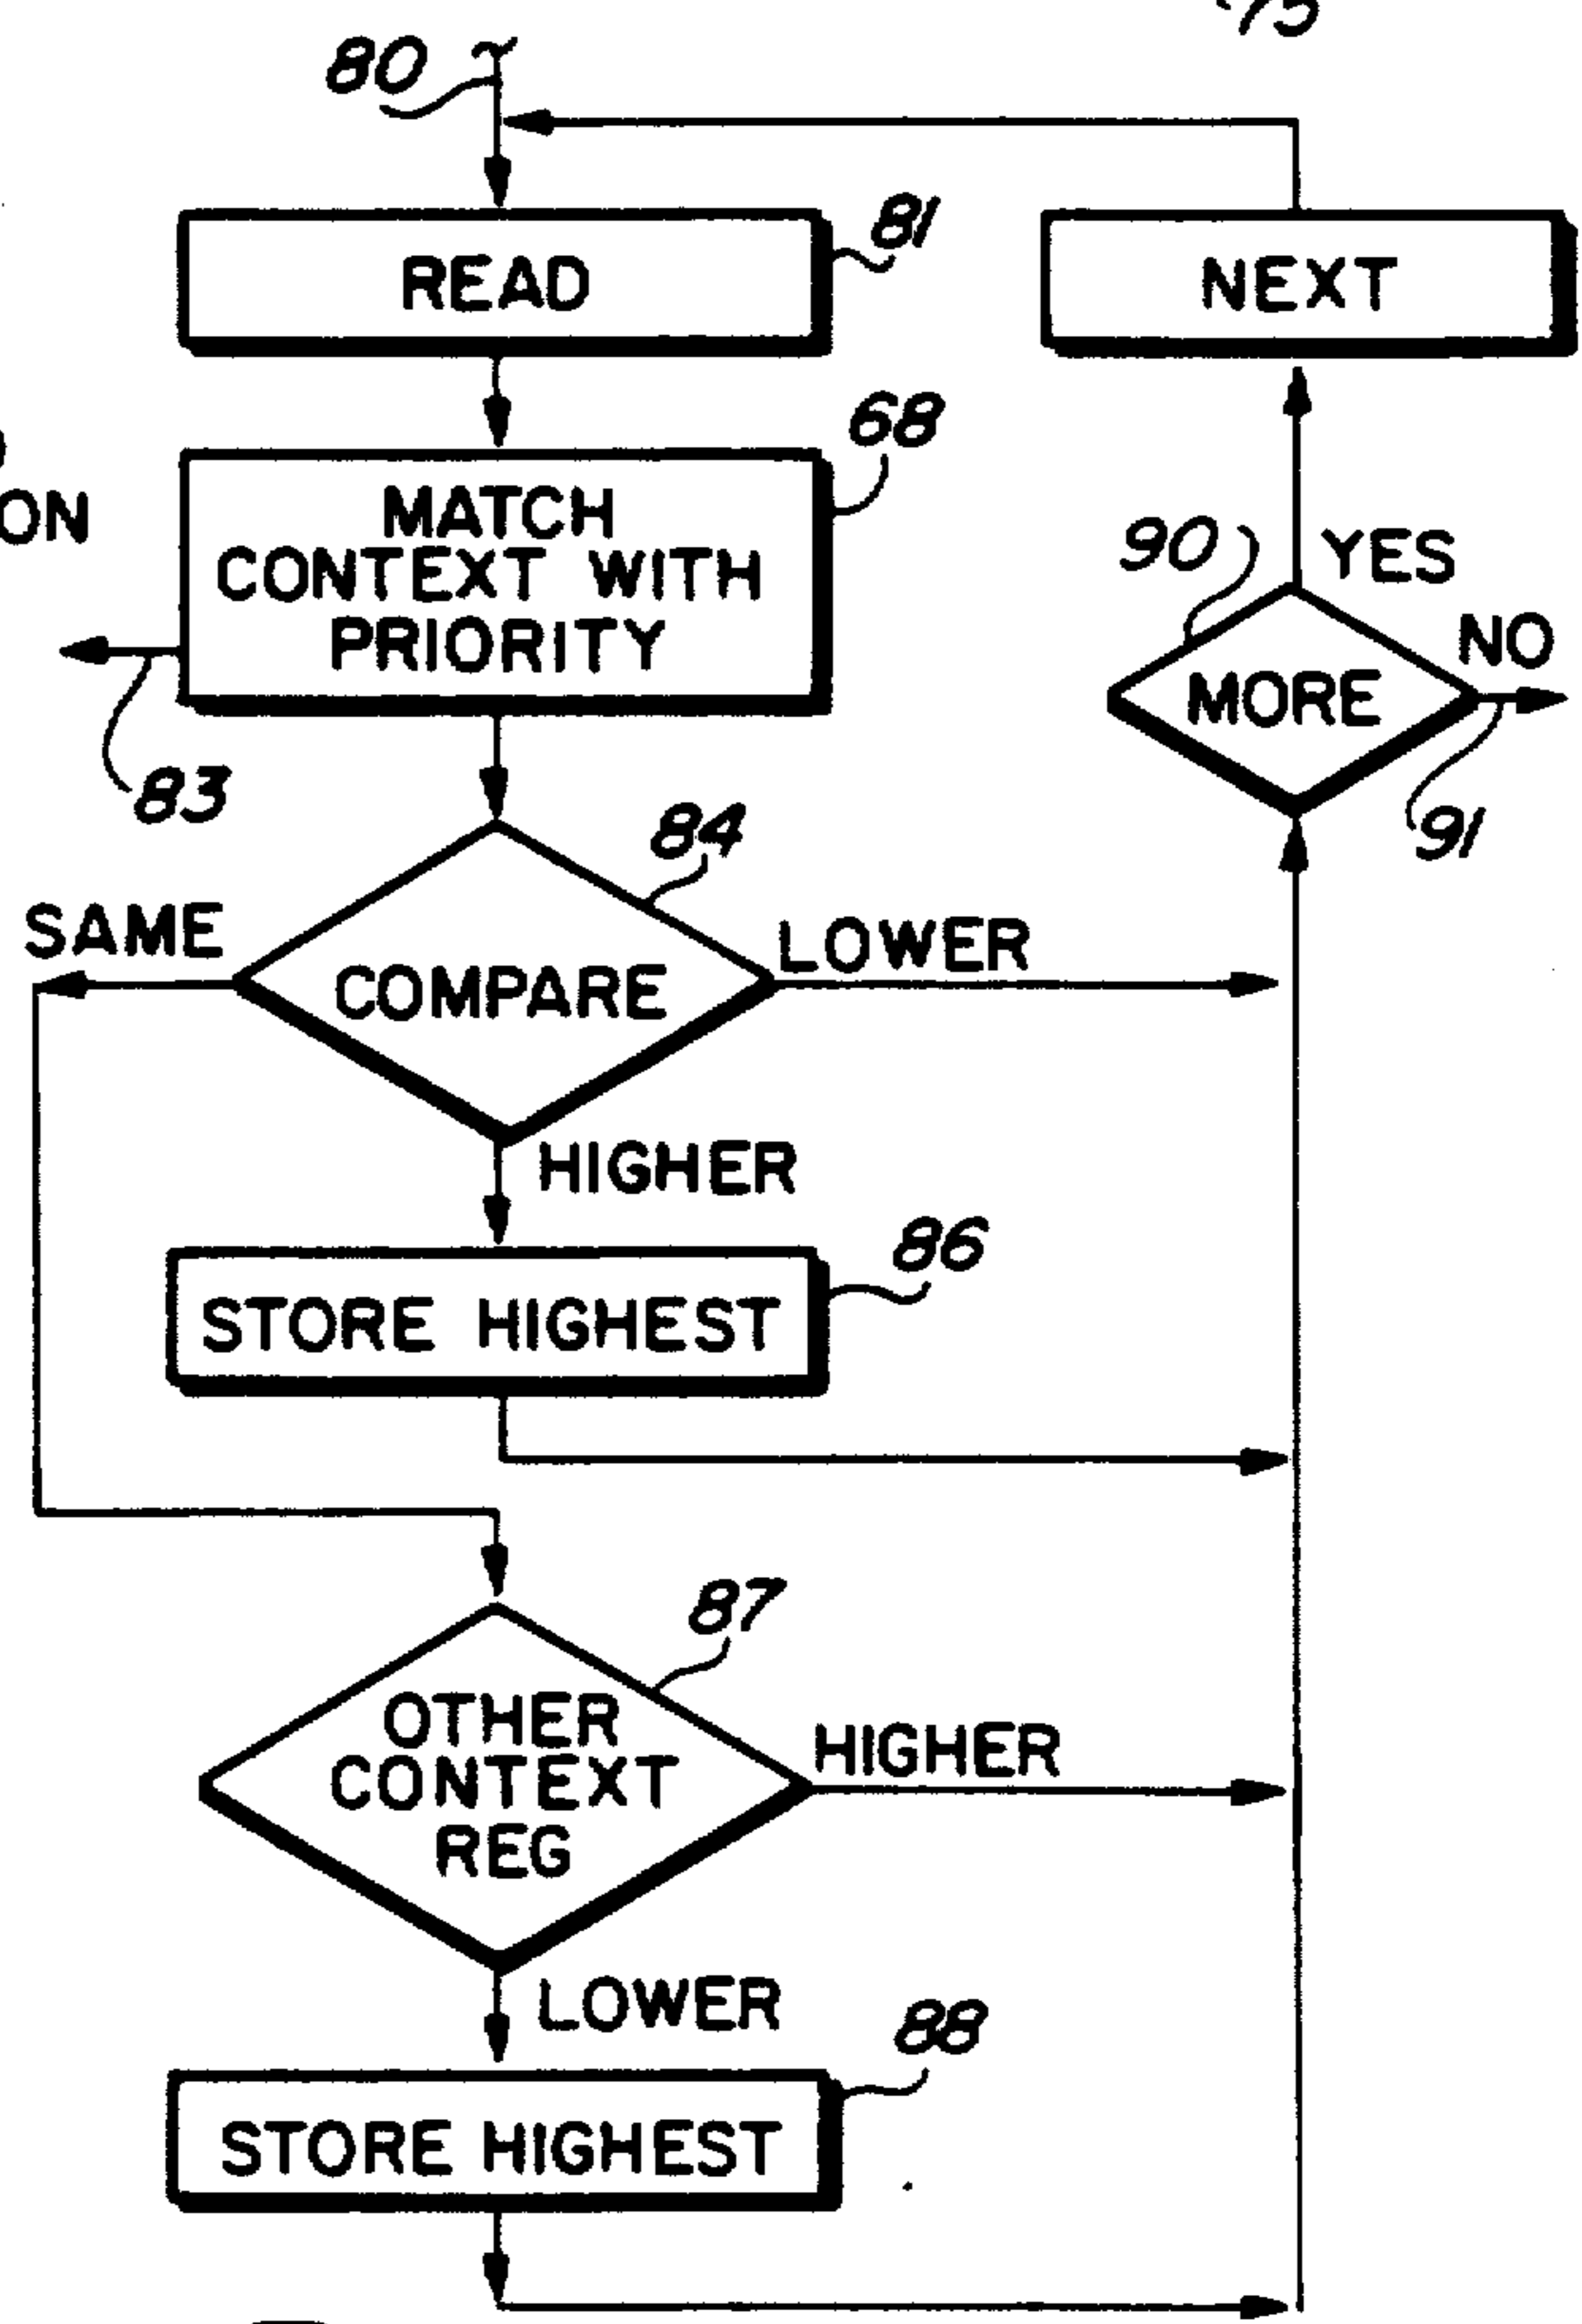 75
80
READ
81
NEXT
MATCH
CONTEXT WITH
PRIORITY
68
ON
90
YES
NO
MORE
83
91
84
SAME
COMPARE
LOWER
HIGHER
STORE HIGHEST
86
OTHER
CONTEXT
REG
87
HIGHER
LOWER
STORE HIGHEST
88